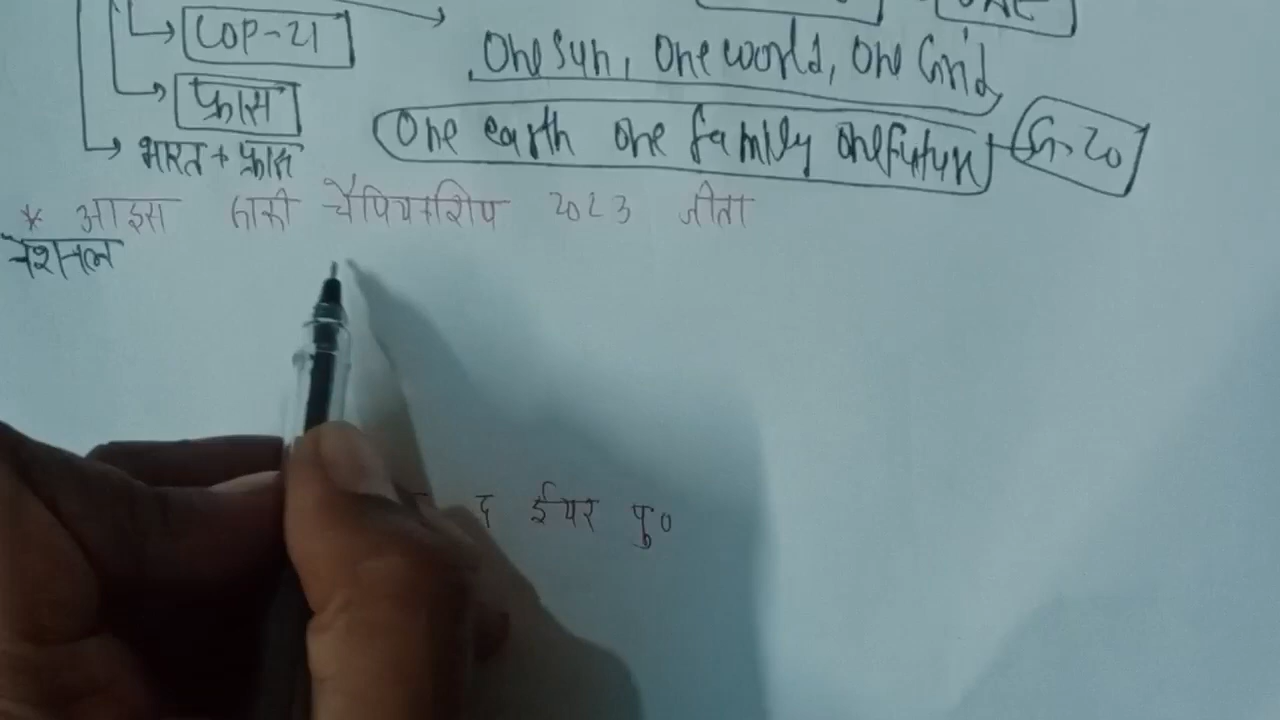 COP-21
One Sun, One world, One Grid
फ्रांस
One earth one family one future
G-20
भारत + फ्रांस
* आइस हाकी चैंपियनशिप 2023 जीता
नेशनल
द ईयर पु०